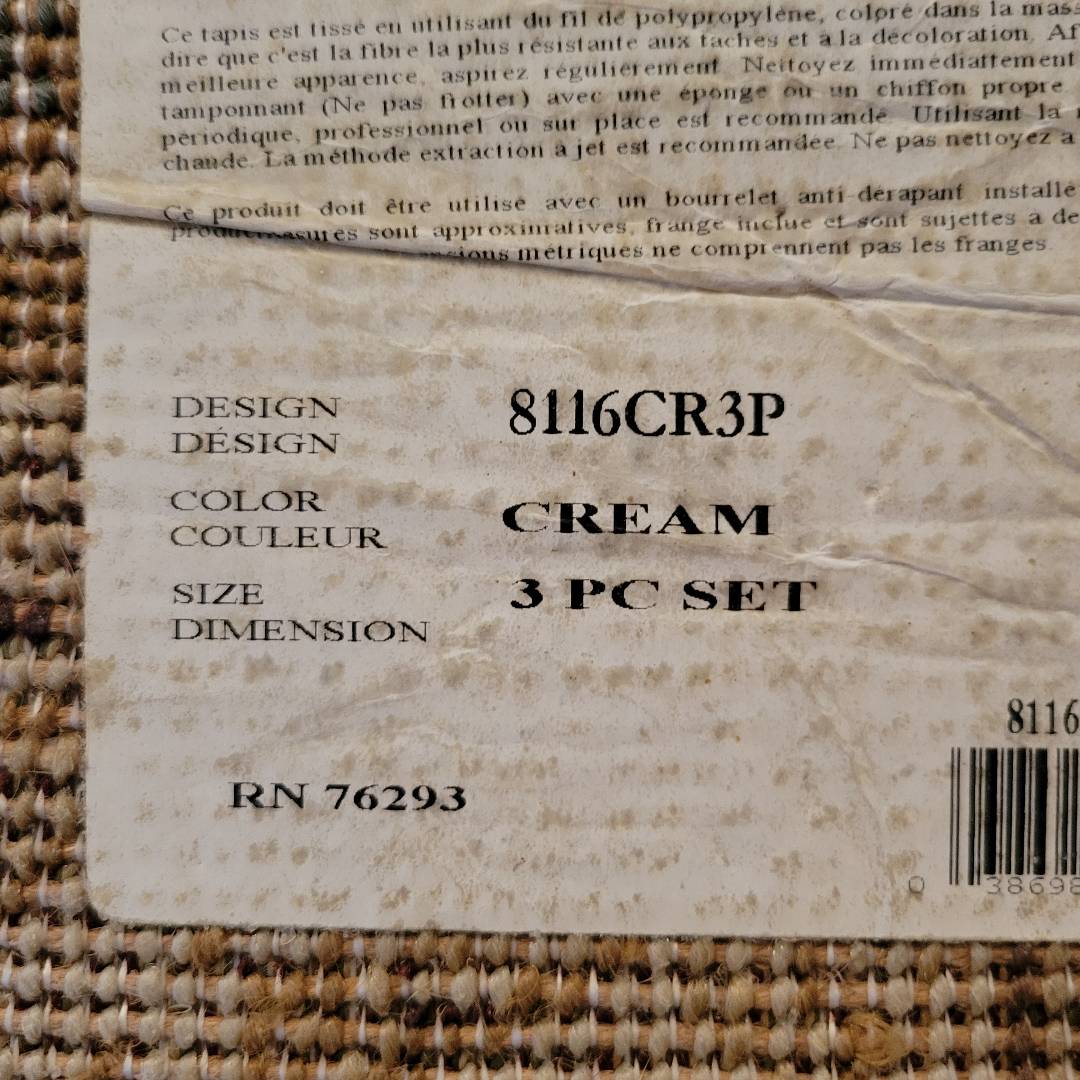 Ce tapis est tissé en utilisant du fil de polypropylène, coloré dans la
dire que c'est la fibre la plus résistante aux taches et à la décoloration. Af
meilleure apparence, aspirez régulièrement. Nettoyez immédiattement
tamponnant (Ne pas frotter) avec une éponge ou un chiffon propre
périodique, professionnel ou sur place est recommandé. Utilisant la
chaude. La méthode extraction à jet est recommandée. Ne pas nettoyez a
Ce produit doit être utilisé avec un bourrelet anti-dérapant installé
sont approximatives, frange inclue et sont sujettes à de
métriques ne comprennent pas les franges.
DESIGN 8116CR3P
DÉSIGN
COLOR CREAM
COULEUR
SIZE 3 PC SET
DIMENSION
8116
RN 76293
0 38698